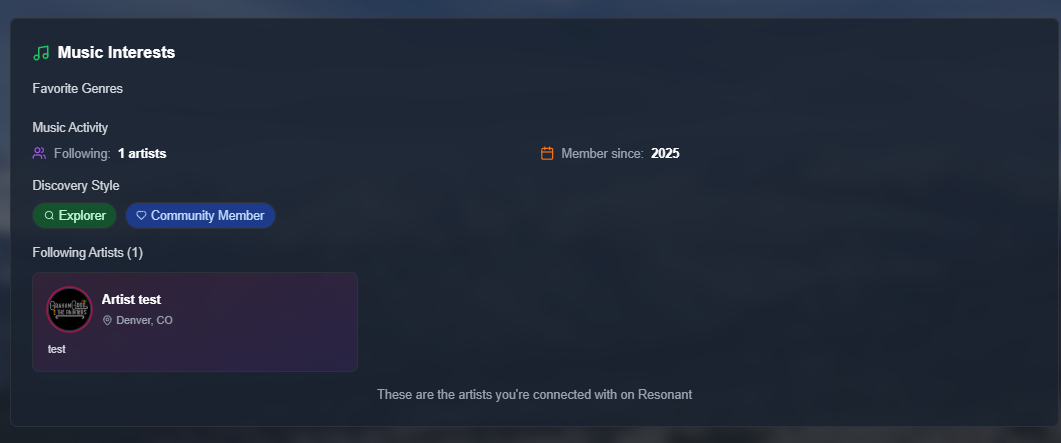 Music Interests
Favorite Genres
Music Activity
Following: 1 artists
Member since: 2025
Discovery Style
Explorer
Community Member
Following Artists (1)
Artist test
Denver, CO
test
These are the artists you're connected with on Resonant